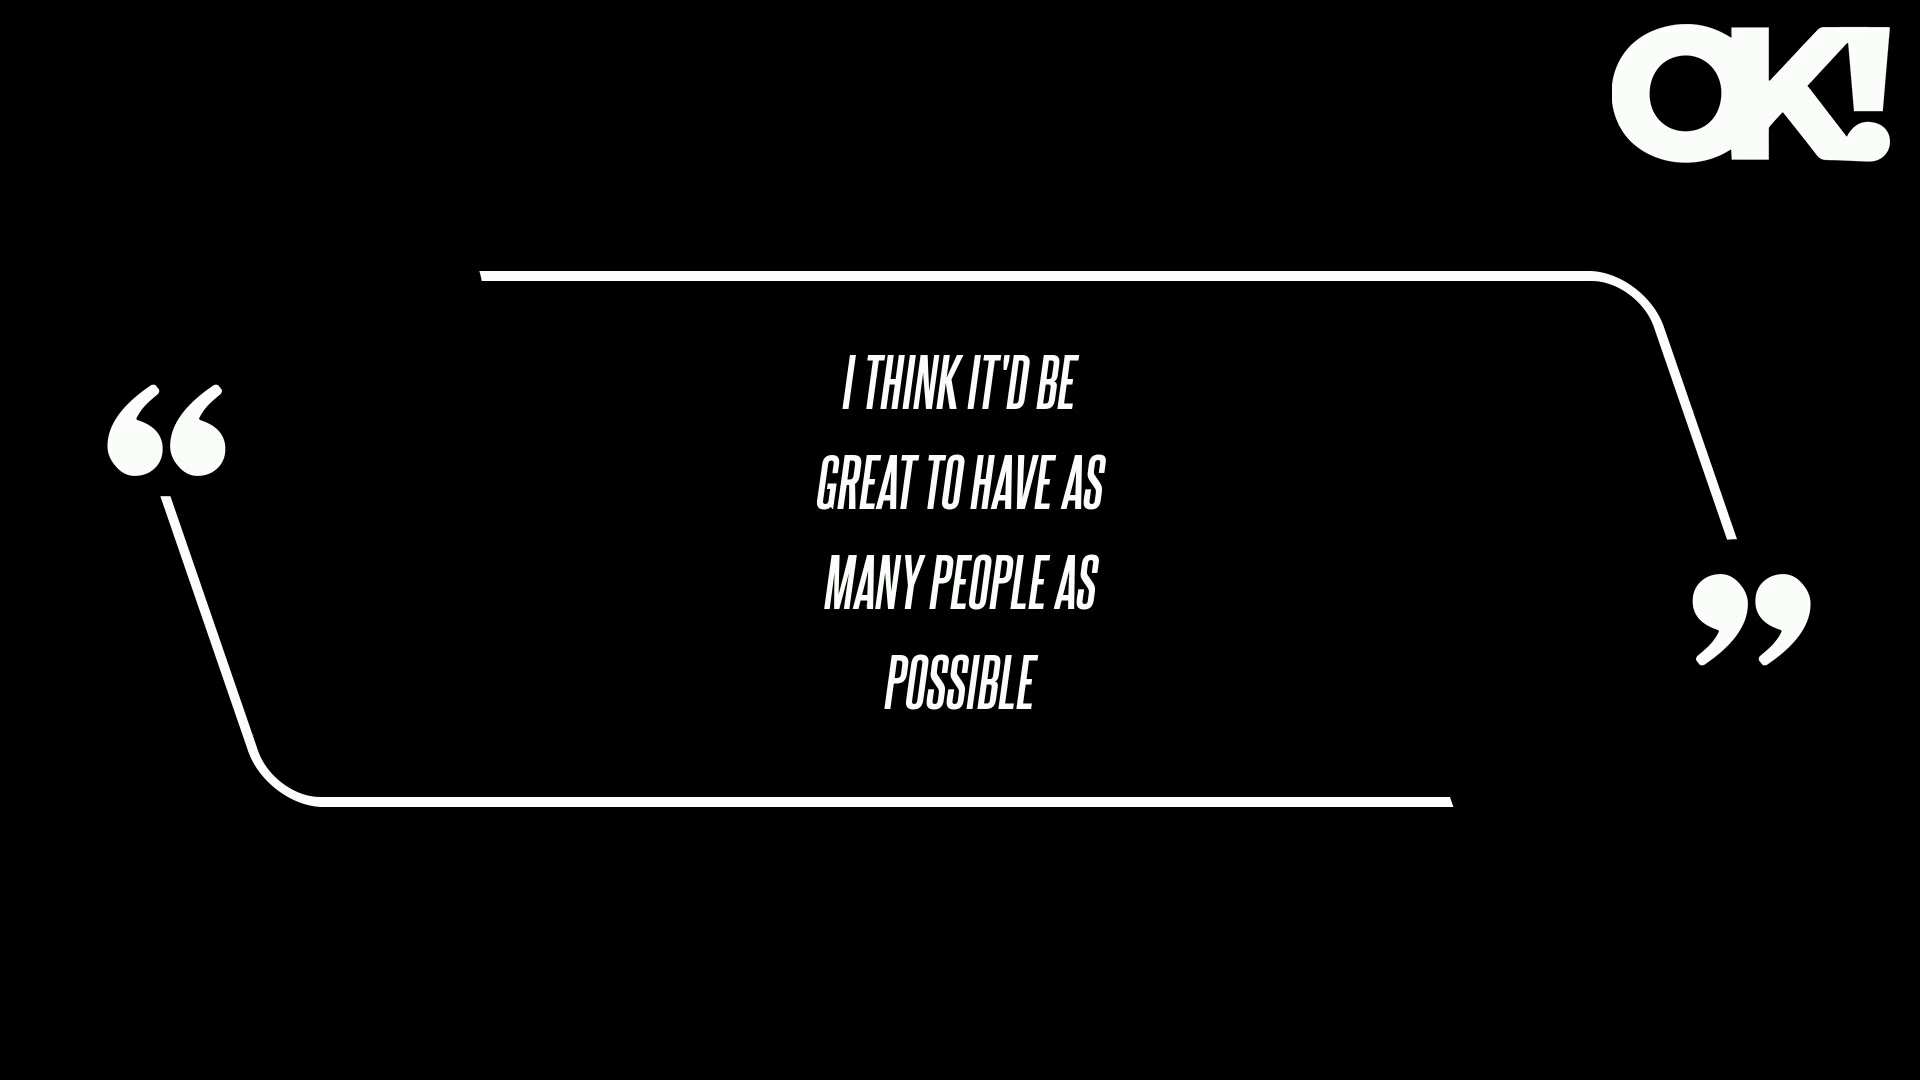 OK!
“
I THINK IT'D BE
GREAT TO HAVE AS
MANY PEOPLE AS
POSSIBLE
”